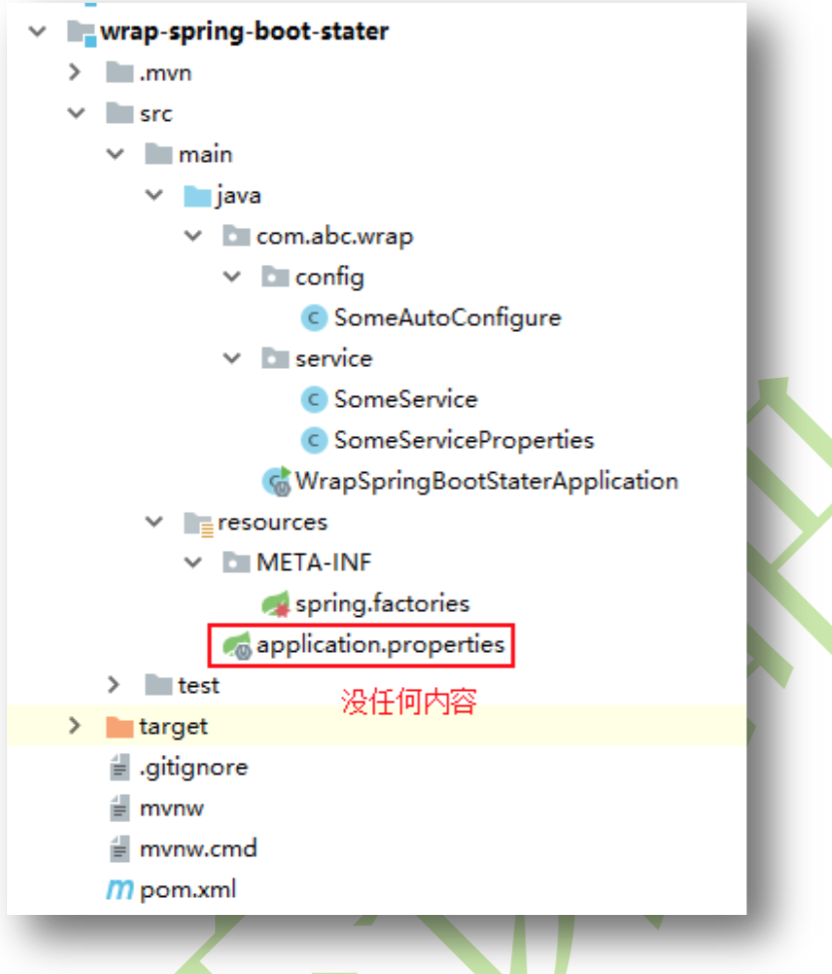 wrap-spring-boot-stater
.mvn
src
main
java
com.abc.wrap
config
SomeAutoConfigure
service
SomeService
SomeServiceProperties
WrapSpringBootStaterApplication
resources
META-INF
spring.factories
application.properties
test
没任何内容
target
.gitignore
mvnw
mvnw.cmd
pom.xml